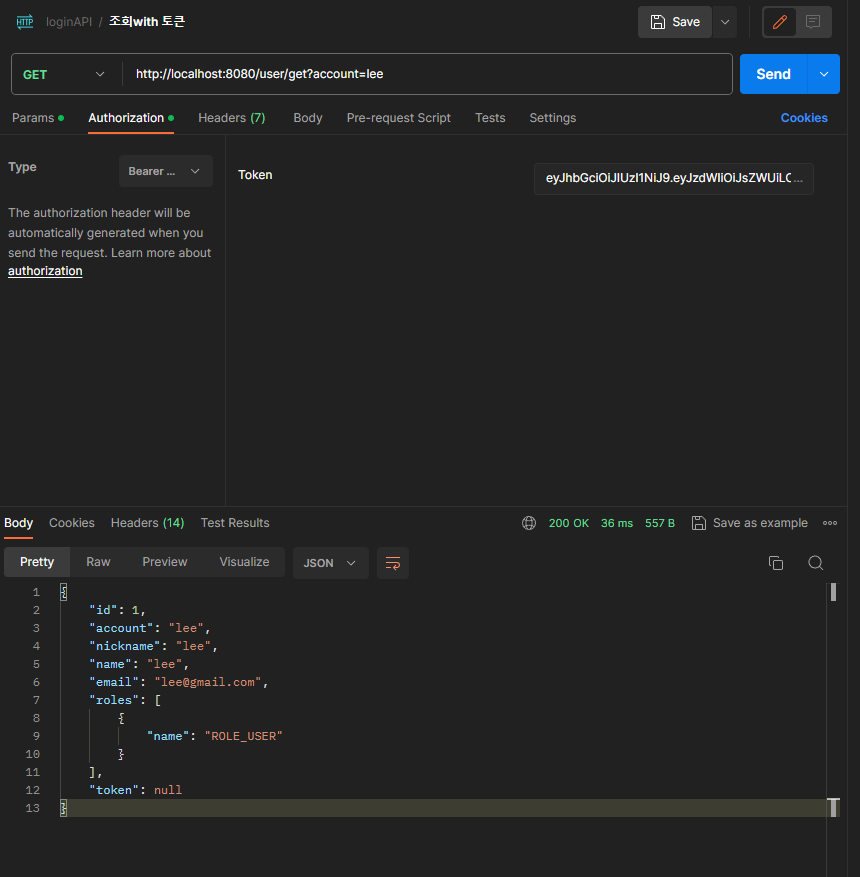 HTTP loginAPI / 조회with 토큰 Save
GET http://localhost:8080/user/get?account=lee Send
Params Authorization Headers (7) Body Pre-request Script Tests Settings Cookies
Type Bearer ...
Token eyJhbGciOiJIUzI1NiJ9.eyJzdWIiOiJsZWUiLC...
The authorization header will be
automatically generated when you
send the request. Learn more about
authorization
Body Cookies Headers (14) Test Results 200 OK 36 ms 557 B Save as example
Pretty Raw Preview Visualize JSON
1 {
2 "id": 1,
3 "account": "lee",
4 "nickname": "lee",
5 "name": "lee",
6 "email": "lee@gmail.com",
7 "roles": [
8 {
9 "name": "ROLE_USER"
10 }
11 ],
12 "token": null
13 }